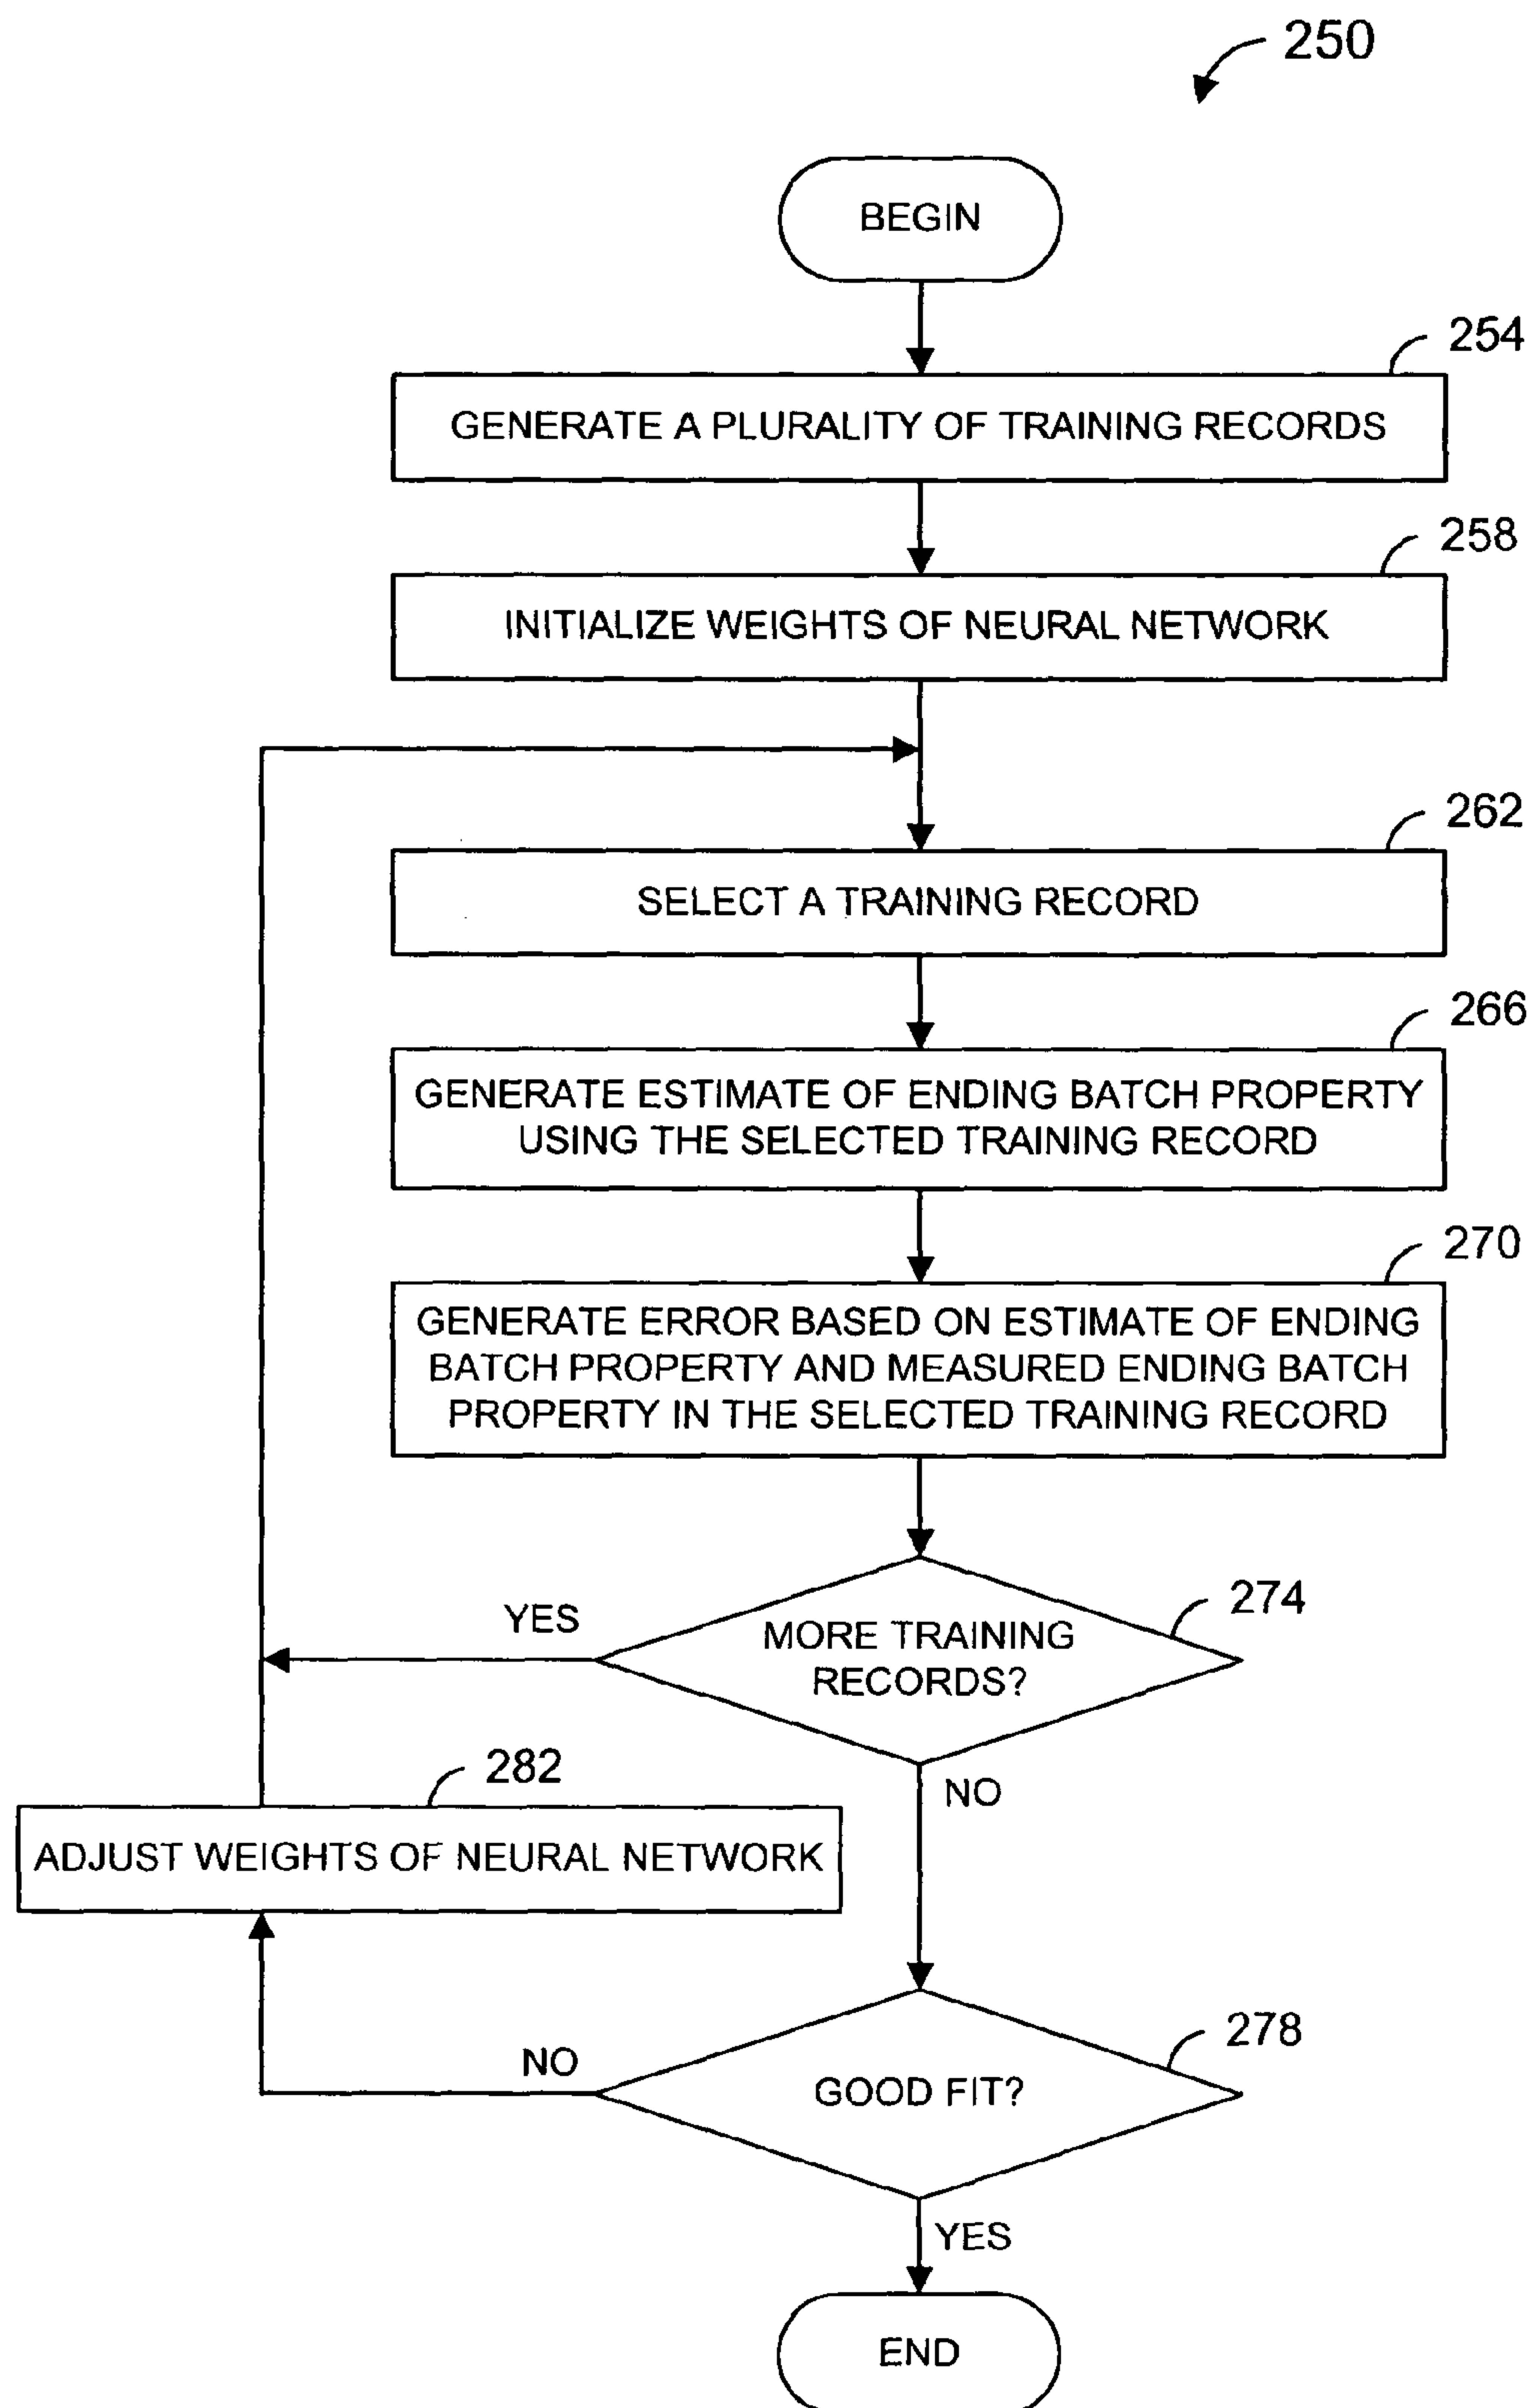 250
BEGIN
254
GENERATE A PLURALITY OF TRAINING RECORDS
258
INITIALIZE WEIGHTS OF NEURAL NETWORK
262
SELECT A TRAINING RECORD
266
GENERATE ESTIMATE OF ENDING BATCH PROPERTY
USING THE SELECTED TRAINING RECORD
270
GENERATE ERROR BASED ON ESTIMATE OF ENDING
BATCH PROPERTY AND MEASURED ENDING BATCH
PROPERTY IN THE SELECTED TRAINING RECORD
274
YES
MORE TRAINING
RECORDS?
282
NO
ADJUST WEIGHTS OF NEURAL NETWORK
278
NO
GOOD FIT?
YES
END